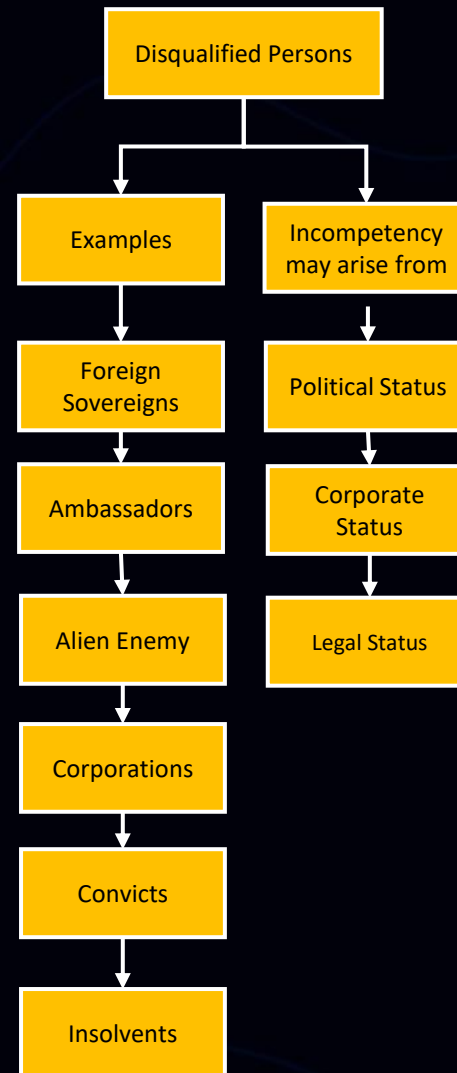 Disqualified Persons
Examples
Foreign
Sovereigns
Ambassadors
Alien Enemy
Corporations
Convicts
Insolvents
Incompetency
may arise from
Political Status
Corporate
Status
Legal Status